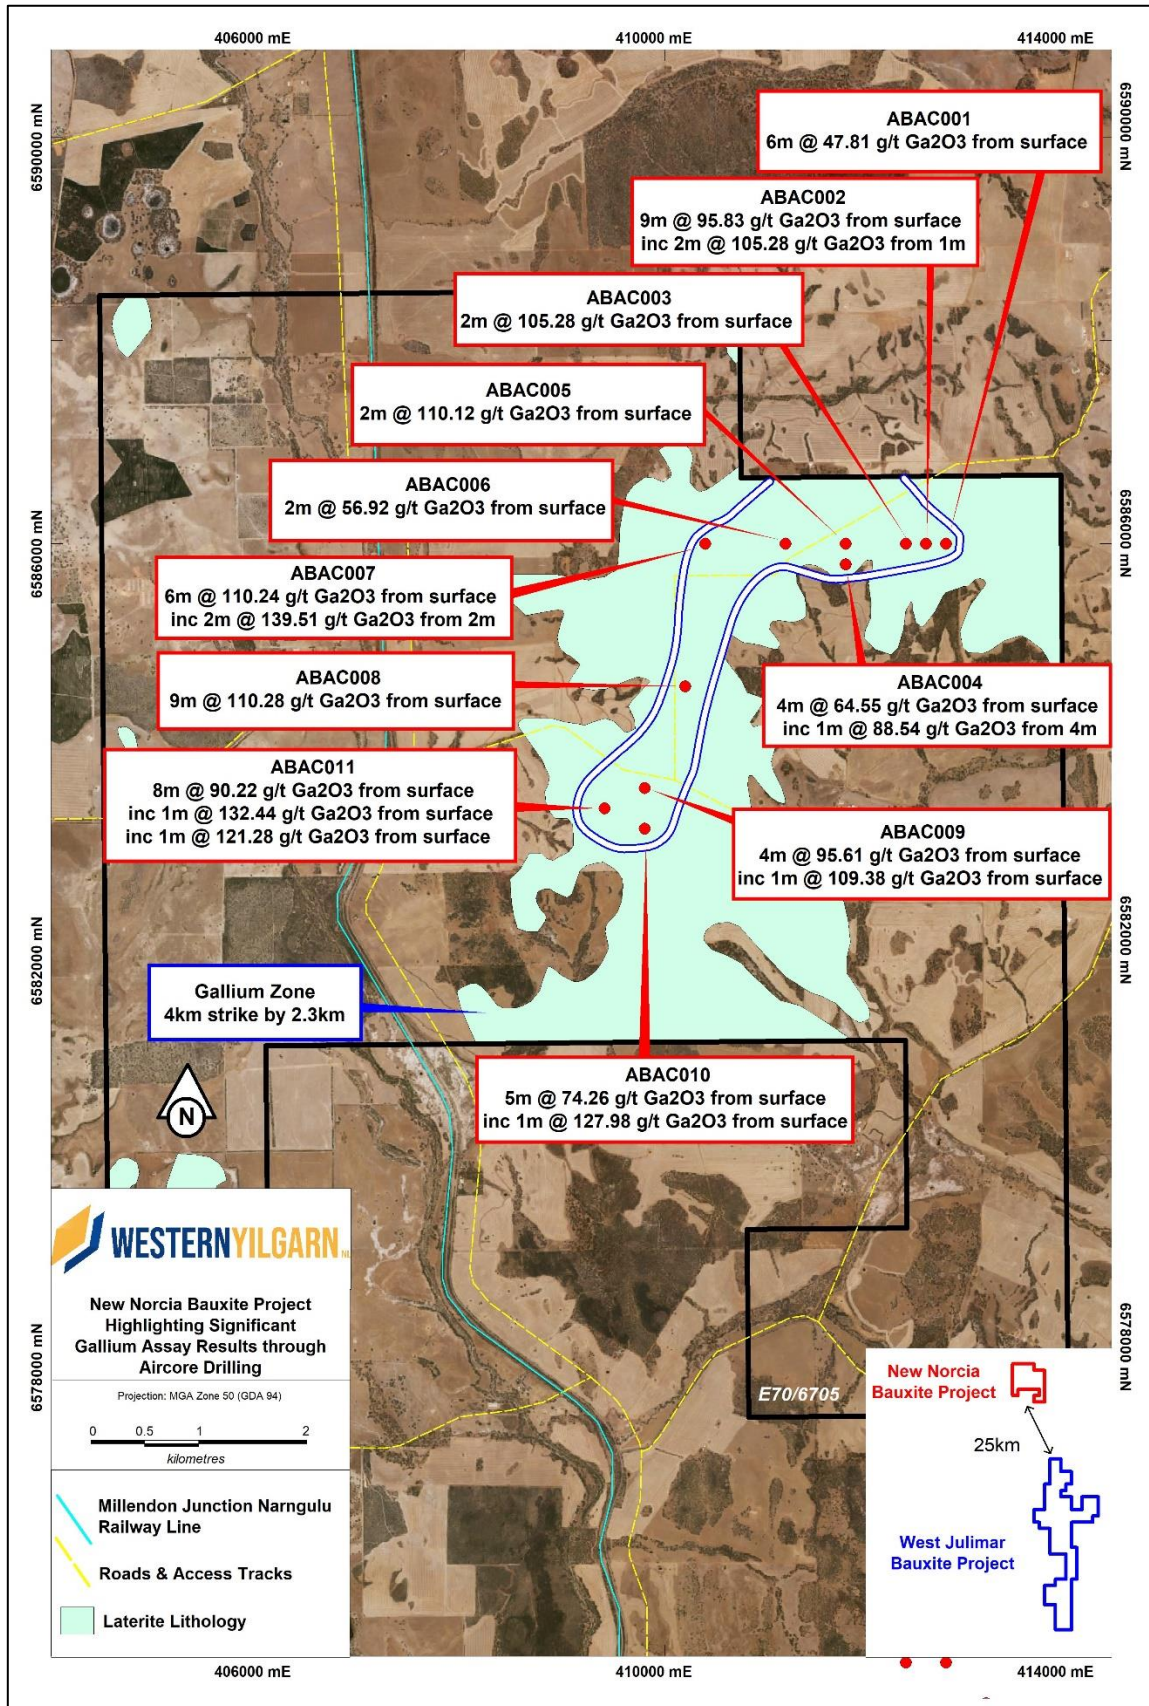 406000 mE
410000 mE
414000 mE
6590000 mN
6590000 mN
ABAC001
6m @ 47.81 g/t Ga2O3 from surface
ABAC002
9m @ 95.83 g/t Ga2O3 from surface
inc 2m @ 105.28 g/t Ga2O3 from 1m
ABAC003
2m @ 105.28 g/t Ga2O3 from surface
ABAC005
2m @ 110.12 g/t Ga2O3 from surface
ABAC006
2m @ 56.92 g/t Ga2O3 from surface
6586000 mN
6586000 mN
ABAC007
6m @ 110.24 g/t Ga2O3 from surface
inc 2m @ 139.51 g/t Ga2O3 from 2m
ABAC008
9m @ 110.28 g/t Ga2O3 from surface
ABAC004
4m @ 64.55 g/t Ga2O3 from surface
inc 1m @ 88.54 g/t Ga2O3 from 4m
ABAC011
8m @ 90.22 g/t Ga2O3 from surface
inc 1m @ 132.44 g/t Ga2O3 from surface
inc 1m @ 121.28 g/t Ga2O3 from surface
ABAC009
4m @ 95.61 g/t Ga2O3 from surface
inc 1m @ 109.38 g/t Ga2O3 from surface
6582000 mN
6582000 mN
Gallium Zone
4km strike by 2.3km
ABAC010
5m @ 74.26 g/t Ga2O3 from surface
inc 1m @ 127.98 g/t Ga2O3 from surface
N
WESTERNYILGARN NL
New Norcia Bauxite Project
Highlighting Significant
Gallium Assay Results through
Aircore Drilling
Projection: MGA Zone 50 (GDA 94)
0 0.5 1 2
kilometres
6578000 mN
6578000 mN
E70/6705
New Norcia
Bauxite Project
25km
West Julimar
Bauxite Project
Millendon Junction Narngulu
Railway Line
Roads & Access Tracks
Laterite Lithology
406000 mE
410000 mE
414000 mE